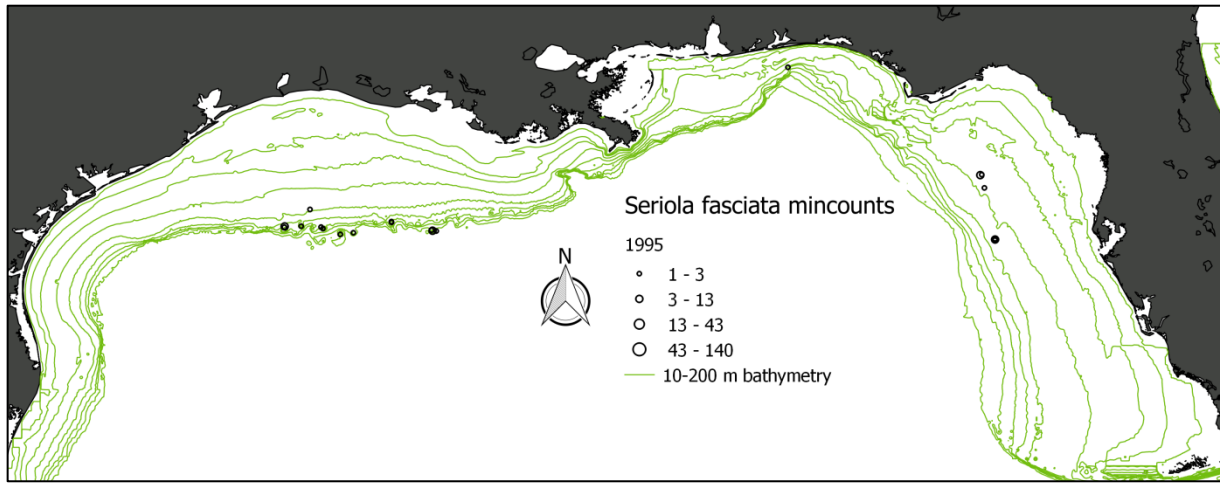 Seriola fasciata mincounts
1995
N
1 - 3
3 - 13
13 - 43
43 - 140
10-200 m bathymetry